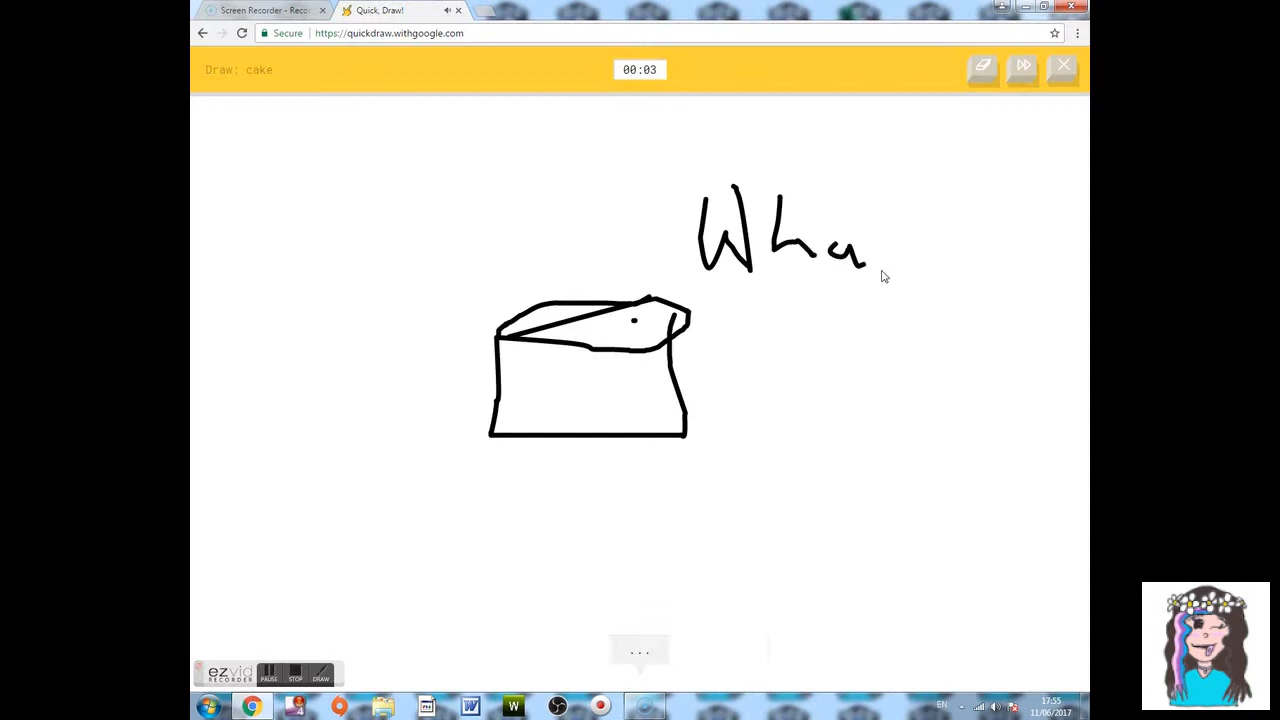 Screen Recorder - Recor
Quick, Draw!
Secure
https://quickdraw.withgoogle.com
Draw: cake
00:03
Wha
...
ezvid
RECORDER
PAUSE
STOP
DRAW
W
EN
17:55
11/06/2017